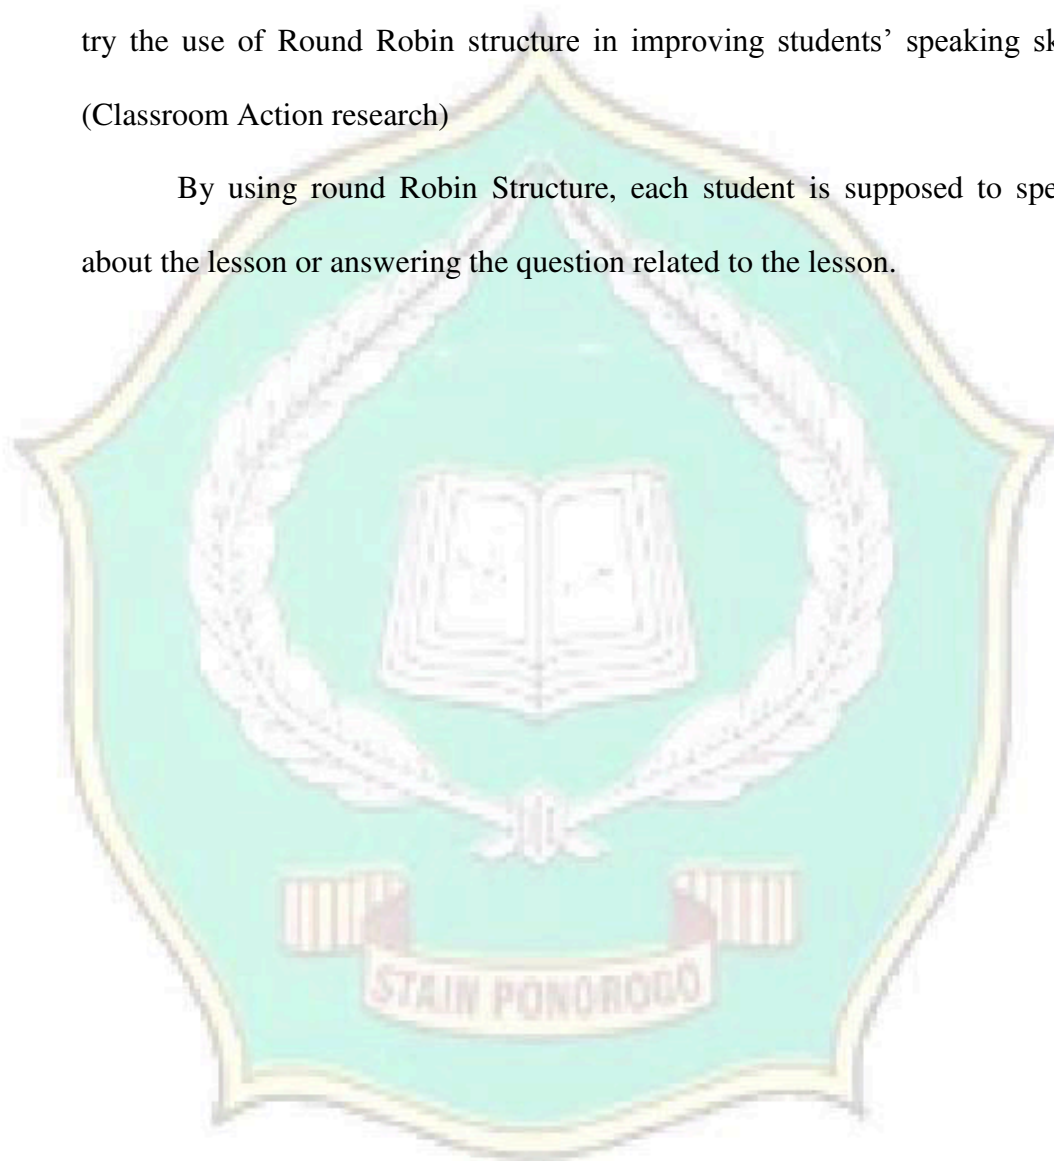 try the use of Round Robin structure in improving students’ speaking
(Classroom Action research)
By using round Robin Structure, each student is supposed to
about the lesson or answering the question related to the lesson.
STAIN PONOROGO